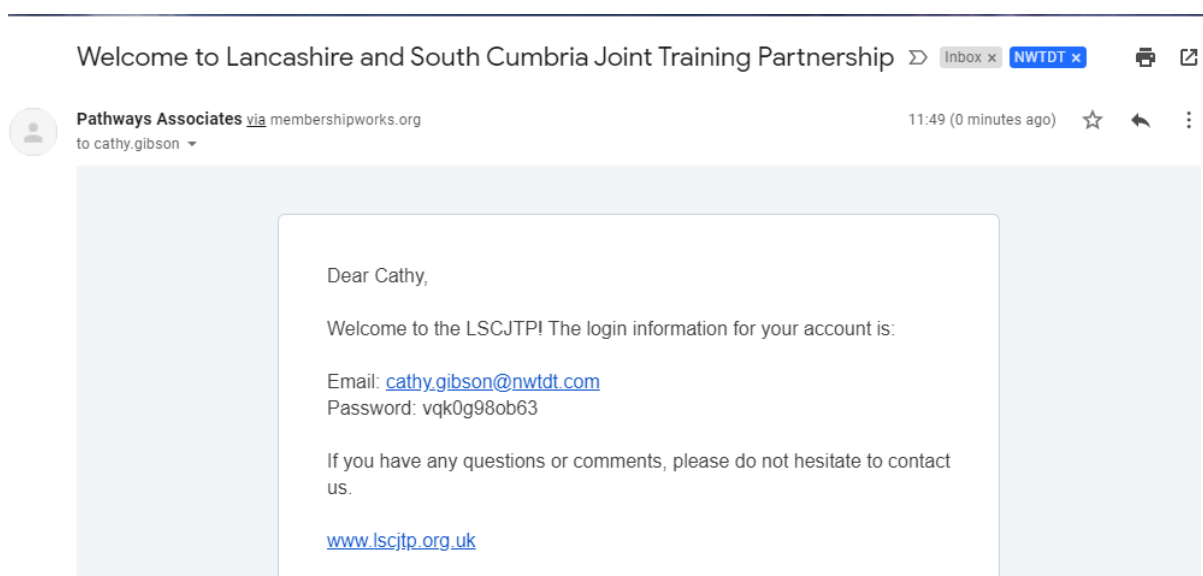 Welcome to Lancashire and South Cumbria Joint Training Partnership Inbox × NWTDT ×
Pathways Associates via membershipworks.org 11:49 (0 minutes ago)
to cathy.gibson
Dear Cathy,
Welcome to the LSCJTP! The login information for your account is:
Email: cathy.gibson@nwtdt.com
Password: vqk0g98ob63
If you have any questions or comments, please do not hesitate to contact
us.
www.lscjtp.org.uk